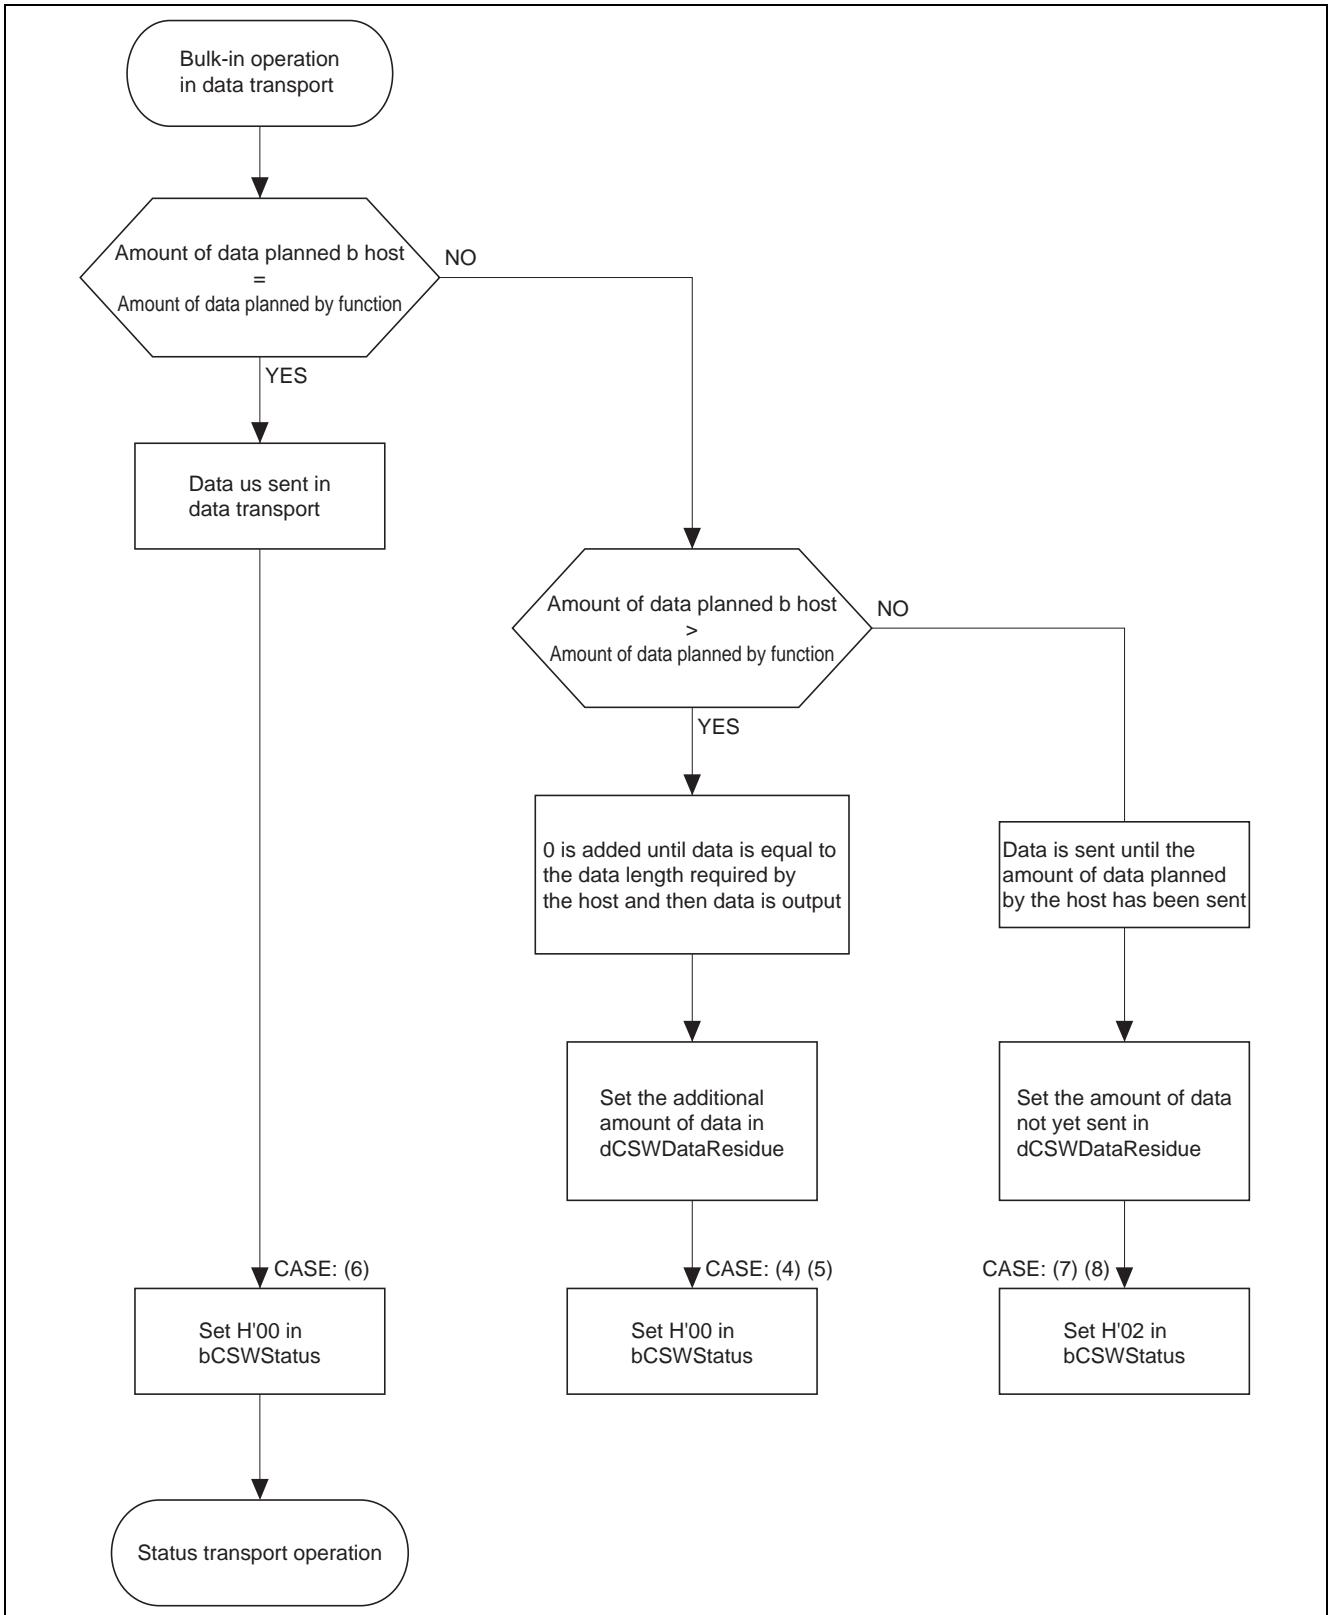 Bulk-in operation
in data transport
Amount of data planned b host
=
Amount of data planned by function
NO
YES
Data us sent in
data transport
Amount of data planned b host
>
Amount of data planned by function
NO
YES
0 is added until data is equal to
the data length required by
the host and then data is output
Data is sent until the
amount of data planned
by the host has been sent
Set the additional
amount of data in
dCSWDataResidue
Set the amount of data
not yet sent in
dCSWDataResidue
CASE: (6)
CASE: (4) (5)
CASE: (7) (8)
Set H'00 in
bCSWStatus
Set H'00 in
bCSWStatus
Set H'02 in
bCSWStatus
Status transport operation